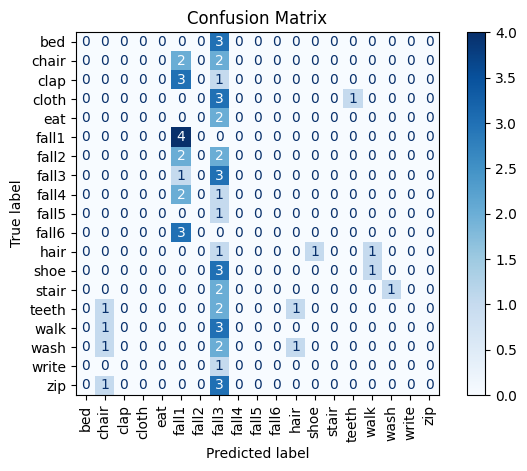 Confusion Matrix
True label
bed 0 0 0 0 0 0 0 3 0 0 0 0 0 0 0 0 0 0 0
chair 0 0 0 0 0 2 0 2 0 0 0 0 0 0 0 0 0 0 0
clap 0 0 0 0 0 3 0 1 0 0 0 0 0 0 0 0 0 0 0
cloth 0 0 0 0 0 0 0 3 0 0 0 0 0 0 1 0 0 0 0
eat 0 0 0 0 0 0 0 2 0 0 0 0 0 0 0 0 0 0 0
fall1 0 0 0 0 0 4 0 0 0 0 0 0 0 0 0 0 0 0 0
fall2 0 0 0 0 0 2 0 2 0 0 0 0 0 0 0 0 0 0 0
fall3 0 0 0 0 0 1 0 3 0 0 0 0 0 0 0 0 0 0 0
fall4 0 0 0 0 0 2 0 1 0 0 0 0 0 0 0 0 0 0 0
fall5 0 0 0 0 0 0 0 1 0 0 0 0 0 0 0 0 0 0 0
fall6 0 0 0 0 0 3 0 0 0 0 0 0 0 0 0 0 0 0 0
hair 0 0 0 0 0 0 0 1 0 0 0 0 1 0 0 1 0 0 0
shoe 0 0 0 0 0 0 0 3 0 0 0 0 0 0 0 1 0 0 0
stair 0 0 0 0 0 0 0 2 0 0 0 0 0 0 0 0 1 0 0
teeth 0 1 0 0 0 0 0 2 0 0 0 1 0 0 0 0 0 0 0
walk 0 1 0 0 0 0 0 3 0 0 0 0 0 0 0 0 0 0 0
wash 0 1 0 0 0 0 0 2 0 0 0 1 0 0 0 0 0 0 0
write 0 0 0 0 0 0 0 1 0 0 0 0 0 0 0 0 0 0 0
zip 0 1 0 0 0 0 0 3 0 0 0 0 0 0 0 0 0 0 0
bed chair clap cloth eat fall1 fall2 fall3 fall4 fall5 fall6 hair shoe stair teeth walk wash write zip
Predicted label
4.0
3.5
3.0
2.5
2.0
1.5
1.0
0.5
0.0